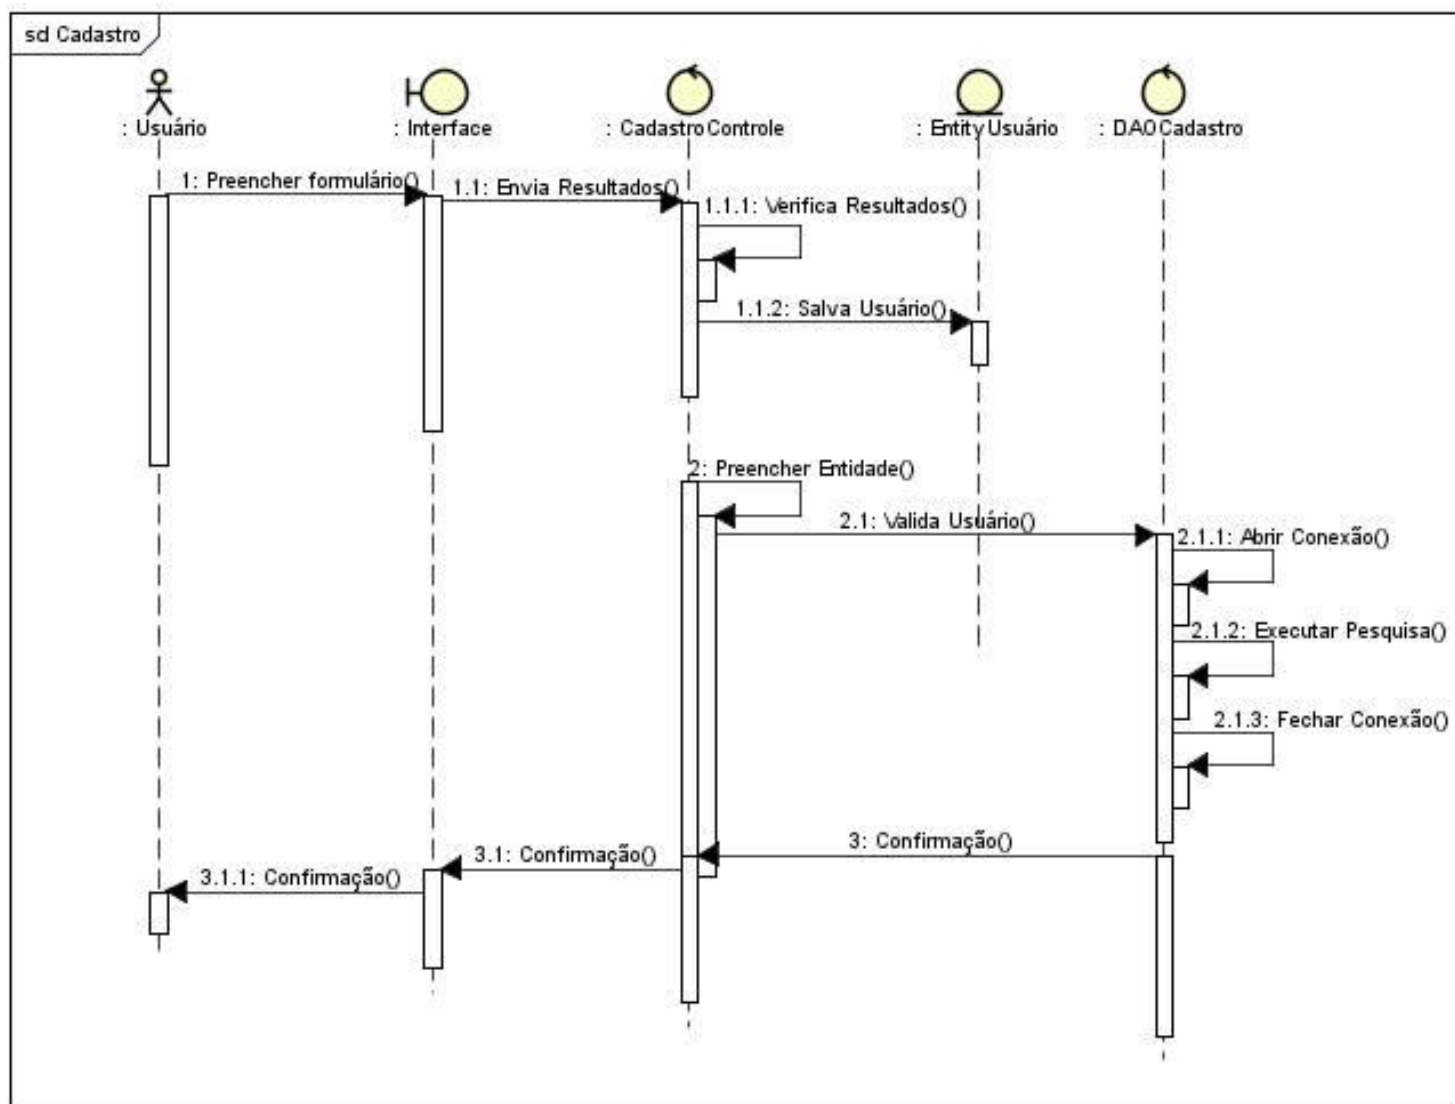 sd Cadastro
: Usuário
: Interface
: CadastroControle
: EntityUsuário
: DAOCadastro
1: Preencher formulário()
1.1: Envia Resultados()
1.1.1: Verifica Resultados()
1.1.2: Salva Usuário()
2: Preencher Entidade()
2.1: Valida Usuário()
2.1.1: Abrir Conexão()
2.1.2: Executar Pesquisa()
2.1.3: Fechar Conexão()
3: Confirmação()
3.1: Confirmação()
3.1.1: Confirmação()